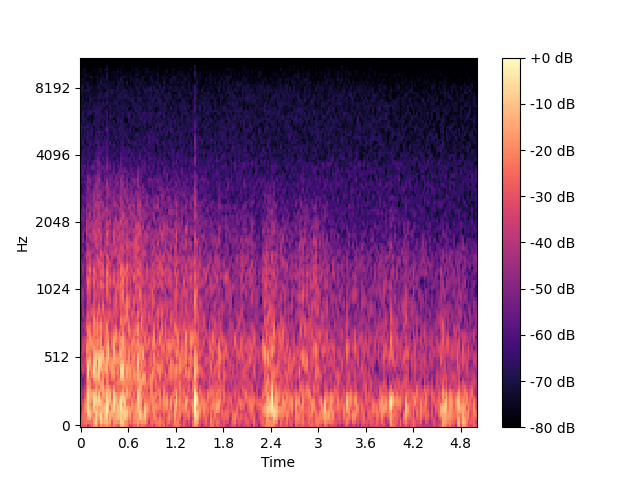 8192
4096
2048
1024
512
0
Hz
0 0.6 1.2 1.8 2.4 3 3.6 4.2 4.8
Time
+0 dB
-10 dB
-20 dB
-30 dB
-40 dB
-50 dB
-60 dB
-70 dB
-80 dB